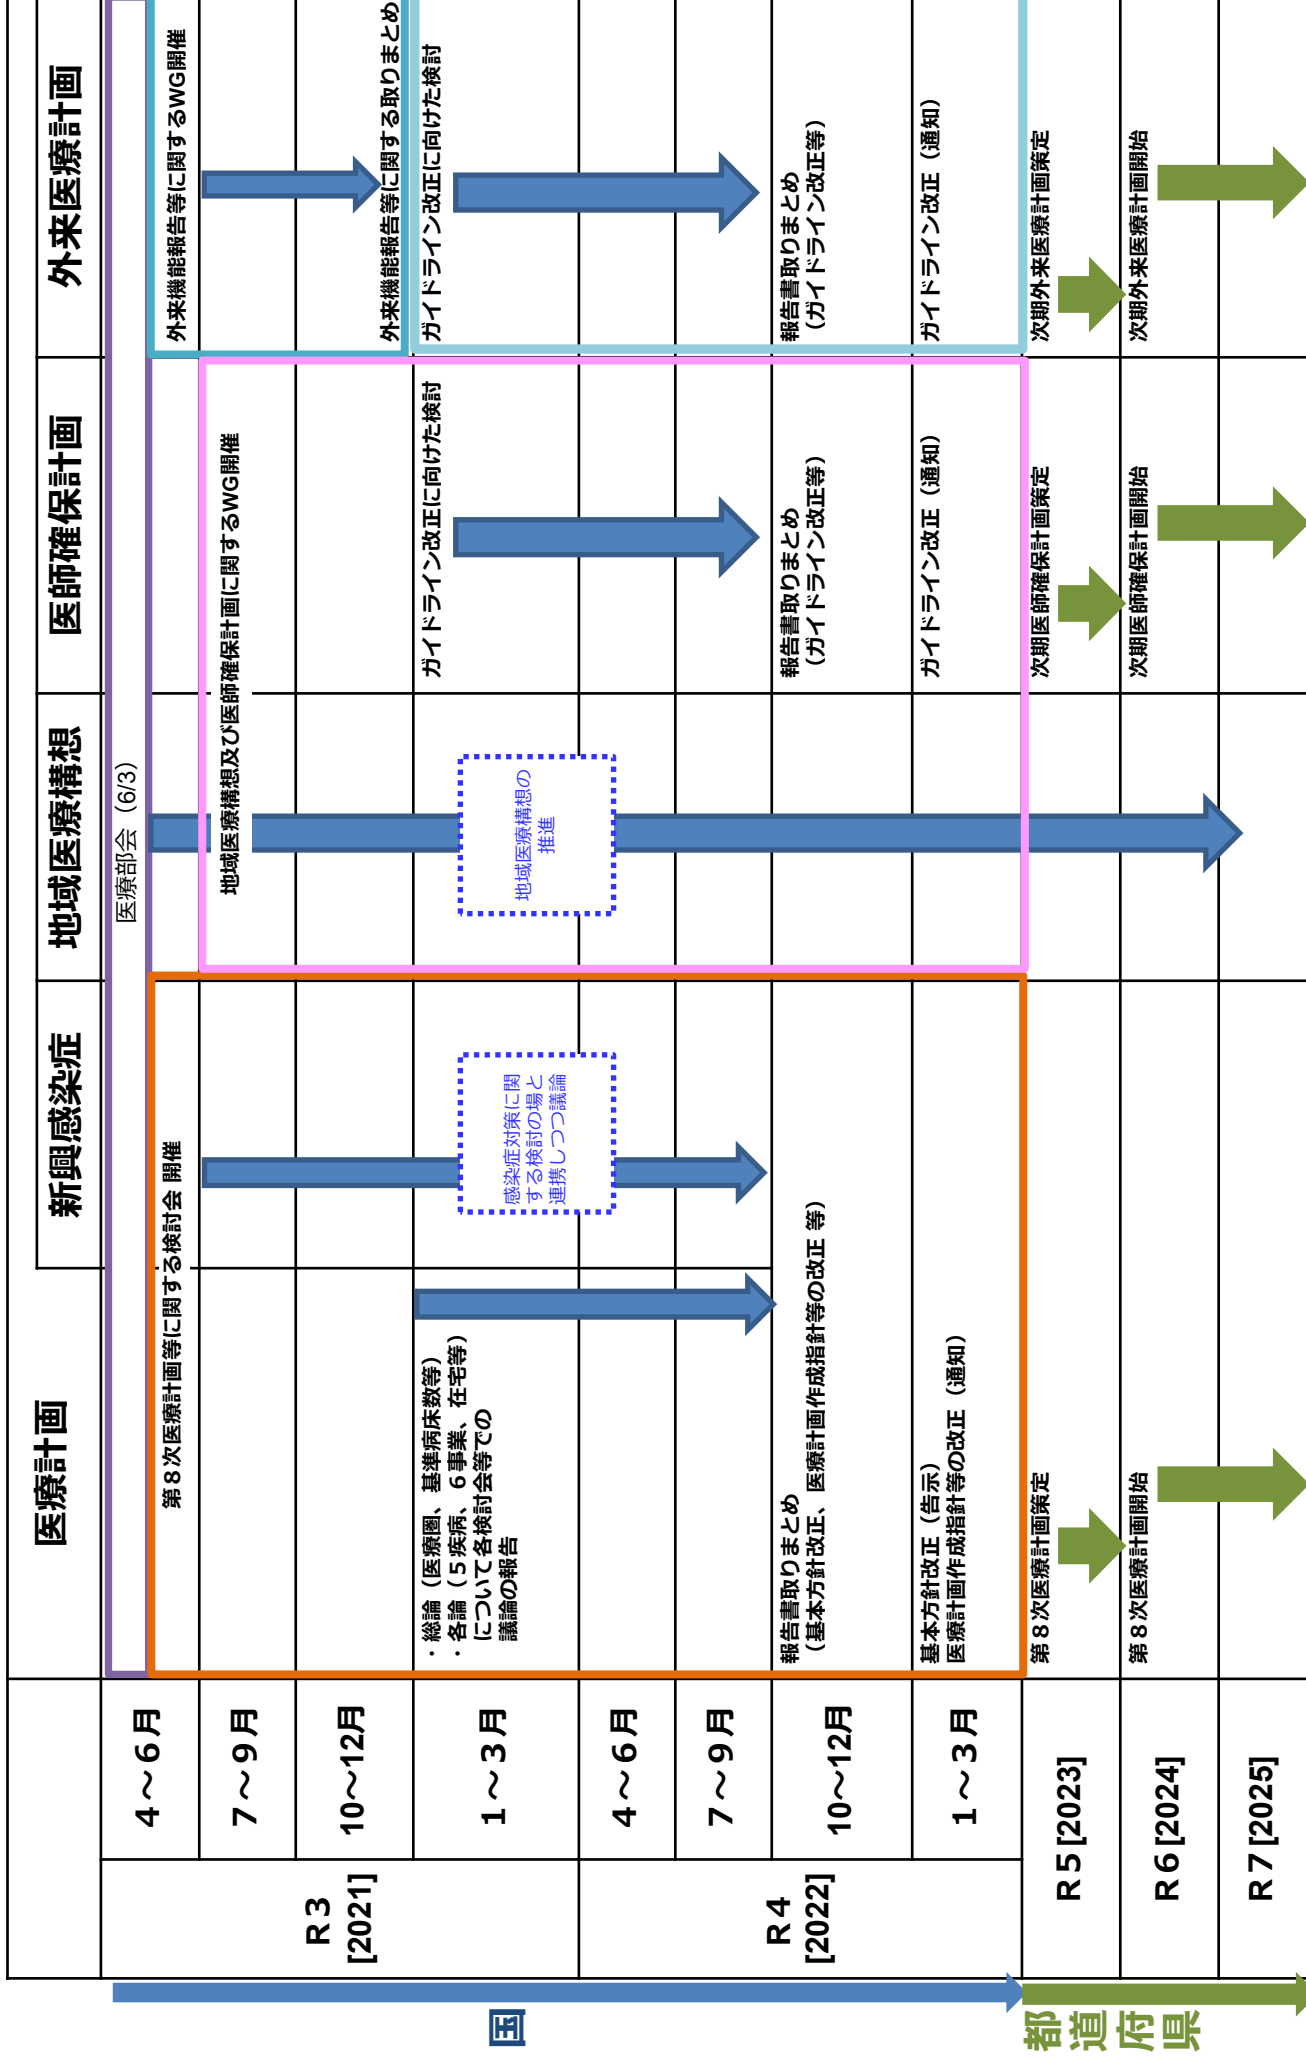 医療計画
新興感染症
地域医療構想
医師確保計画
外来医療計画
国
都道府県
R３
[2021]
４～６月
医療部会（6/3）
第８次医療計画等に関する検討会 開催
外来機能報告等に関するWG開催
７～９月
地域医療構想及び医師確保計画に関するWG開催
10～12月
外来機能報告等に関する取りまとめ
１～３月
・総論（医療圏、基準病床数等）
・各論（５疾病、６事業、在宅等）
について各検討会等での
議論の報告
感染症対策に関
する検討の場と
連携しつつ議論
地域医療構想の
推進
ガイドライン改正に向けた検討
ガイドライン改正に向けた検討
R４
[2022]
４～６月
７～９月
10～12月
報告書取りまとめ
（基本方針改正、医療計画作成指針等の改正 等）
報告書取りまとめ
（ガイドライン改正等）
報告書取りまとめ
（ガイドライン改正等）
１～３月
基本方針改正（告示）
医療計画作成指針等の改正（通知）
ガイドライン改正（通知）
ガイドライン改正（通知）
R５[2023]
第８次医療計画策定
次期医師確保計画策定
次期外来医療計画策定
R６[2024]
第８次医療計画開始
次期医師確保計画開始
次期外来医療計画開始
R７[2025]